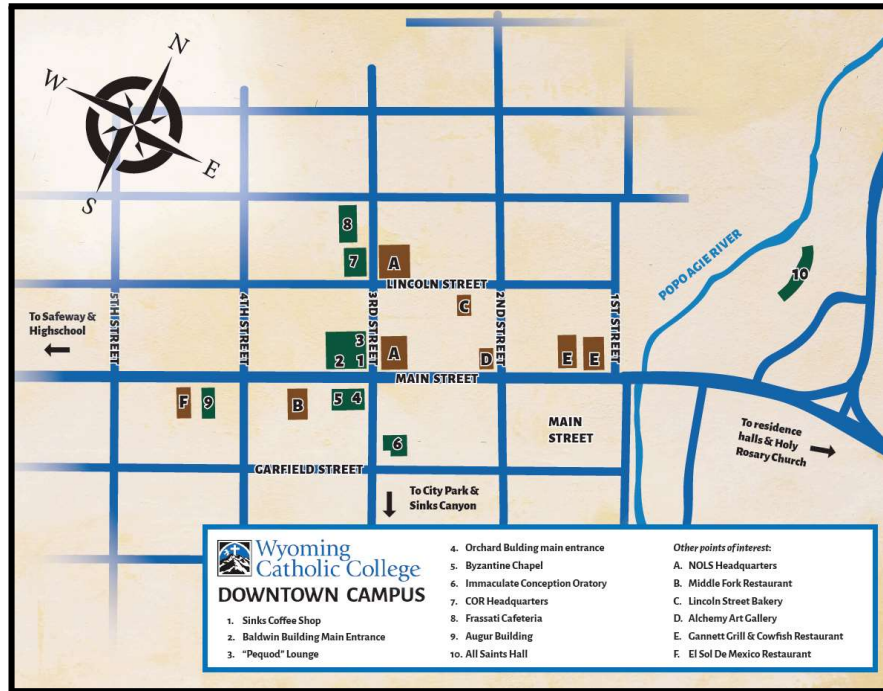 N
W
E
S
8
7
A
LINCOLN STREET
POPO AGIE RIVER
10
5TH STREET
4TH STREET
3RD STREET
2ND STREET
1ST STREET
C
To Safeway &
Highschool
3
2
1
A
D
E
E
MAIN STREET
F
9
B
5
4
6
MAIN
STREET
To residence
halls & Holy
Rosary Church
GARFIELD STREET
To City Park &
Sinks Canyon
Wyoming
Catholic College
DOWNTOWN CAMPUS
1. Sinks Coffee Shop
2. Baldwin Building Main Entrance
3. "Pequod" Lounge
4. Orchard Bulding main entrance
5. Byzantine Chapel
6. Immaculate Conception Oratory
7. COR Headquarters
8. Frassati Cafeteria
9. Augur Building
10. All Saints Hall
Other points of interest:
A. NOLS Headquarters
B. Middle Fork Restaurant
C. Lincoln Street Bakery
D. Alchemy Art Gallery
E. Gannett Grill & Cowfish Restaurant
F. El Sol De Mexico Restaurant